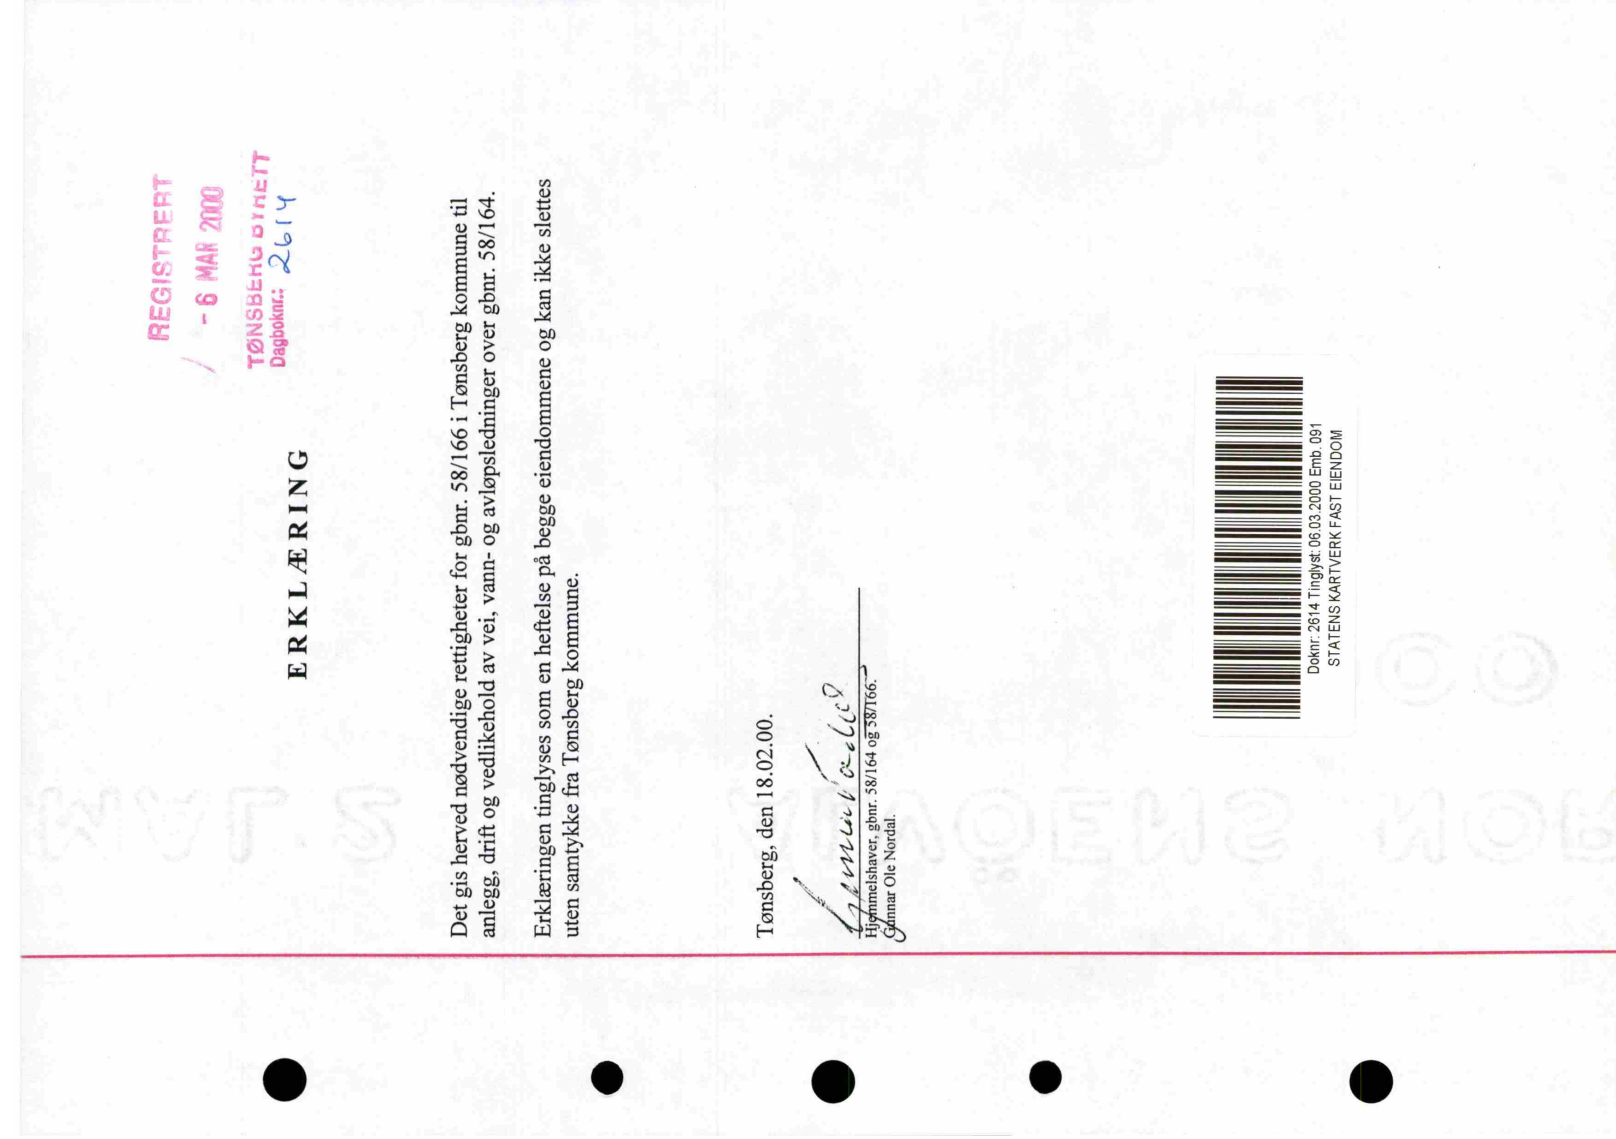 REGISTRERT
- 6 MAR 2000
TØNSBERG BYRETT
Dagboknr.: 2614
ERKLÆRING
Det gis herved nødvendige rettigheter for gbnr. 58/166 i Tønsberg kommune til
anlegg, drift og vedlikehold av vei, vann- og avløpsledninger over gbnr. 58/164.
Erklæringen tinglyses som en heftelse på begge eiendommene og kan ikke slettes
uten samtykke fra Tønsberg kommune.
Tønsberg, den 18.02.00.
Hjemmelshaver, gbnr. 58/164 og 58/166.
Gunnar Ole Nordal.
Doknr: 2614 Tinglyst: 06.03.2000 Emb. 091
STATENS KARTVERK FAST EIENDOM